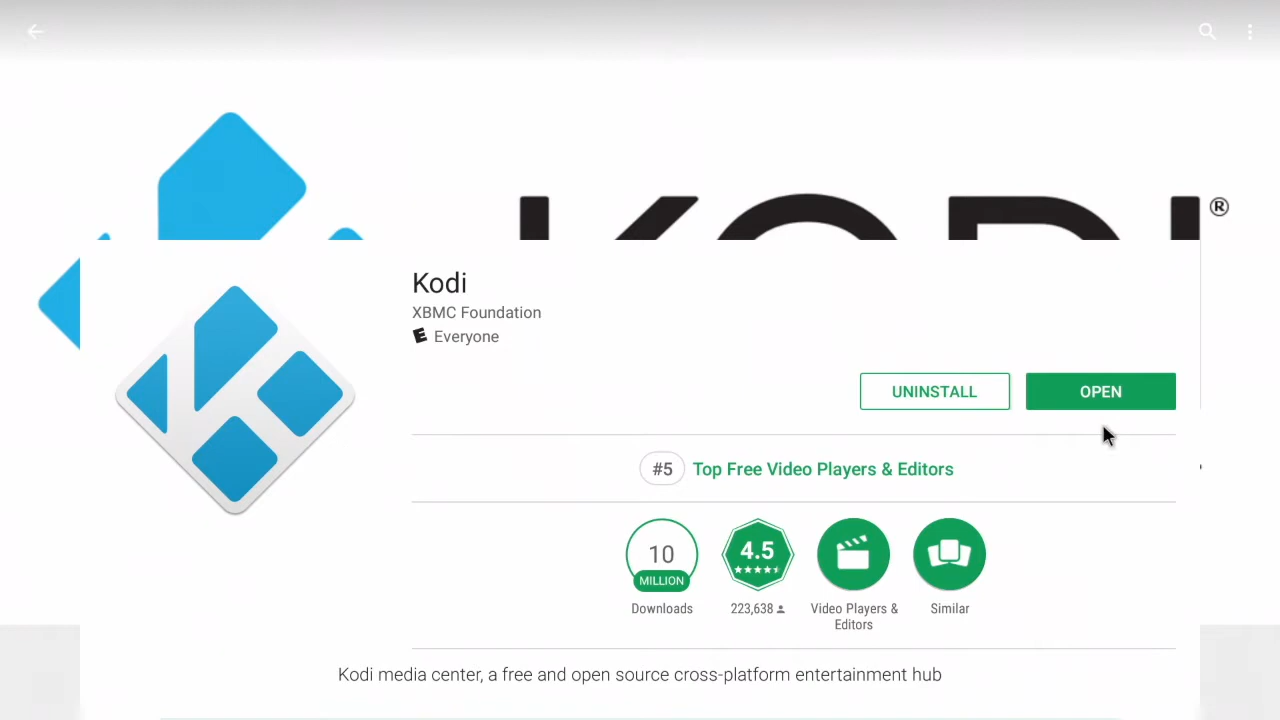 KODI®
Kodi
XBMC Foundation
E Everyone
UNINSTALL
OPEN
#5 Top Free Video Players & Editors
10
MILLION
Downloads
4.5
223,638
Video Players &
Editors
Similar
Kodi media center, a free and open source cross-platform entertainment hub